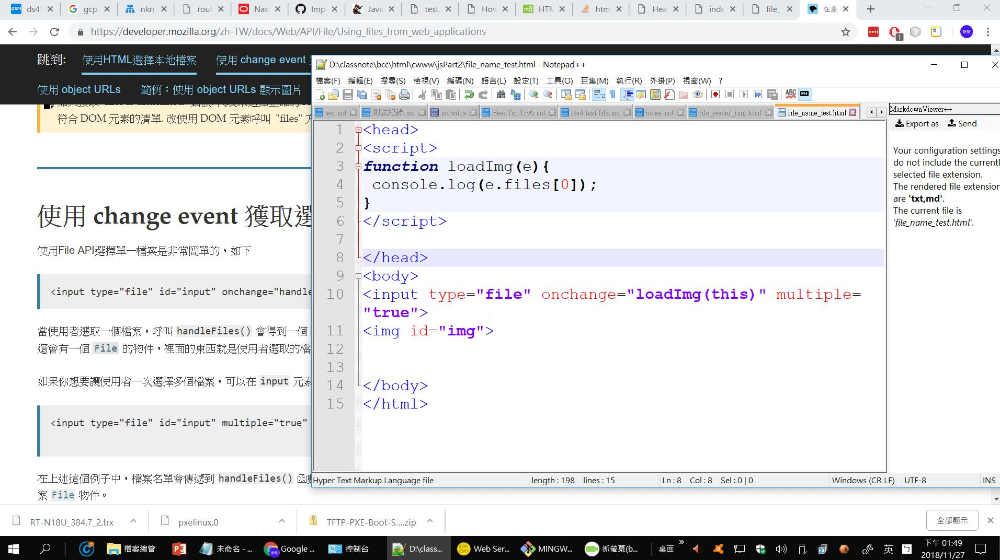 ds4
gcp
nkrr
rout
Nas
Imp
Java
test.
How
HTM
htm
Hea
inde
file_
在網
https://developer.mozilla.org/zh-TW/docs/Web/API/File/Using_files_from_web_applications
1
跳到:
使用HTML選擇本地檔案
使用 change event
使用 object URLs
範例：使用 object URLs 顯示圖片
符合 DOM 元素的清單. 改使用 DOM 元素呼叫 "files" 方
使用 change event 獲取選
使用File API選擇單一檔案是非常簡單的，如下
<input type="file" id="input" onchange="handle
當使用者選取一個檔案，呼叫 handleFiles() 會得到一個
還會有一個 File 的物件，裡面的東西就是使用者選取的檔
如果你想要讓使用者一次選擇多個檔案，可以在 input 元素
<input type="file" id="input" multiple="true"
在上述這個例子中，檔案名單會傳遞到 handleFiles() 函數
案 File 物件。
D:\classnote\bcc\html\cwww\jsPart2\file_name_test.html - Notepad++
檔案(F) 編輯(E) 搜尋(S) 檢視(V) 編碼(N) 語言(L) 設定(T) 工具(O) 巨集(M) 執行(R) 外掛(P) 視窗(W) ?
test.md
測試紀錄.md
mdtail.js
HeadTailTry6.md
read text file.md
index.md
file_reader_img.html
file_name_test.html
1 <head>
2 <script>
3 function loadImg(e){
4 console.log(e.files[0]);
5 }
6 </script>
7
8 </head>
9 <body>
10 <input type="file" onchange="loadImg(this)" multiple=
"true">
11 <img id="img">
12
13
14 </body>
15 </html>
MarkdownViewer++
Export as
Send
Your configuration settings
do not include the currentl
selected file extension.
The rendered file extension
are 'txt,md'.
The current file is
'file_name_test.html'.
Hyper Text Markup Language file
length : 198 lines : 15
Ln : 8 Col : 8 Sel : 0 | 0
Windows (CR LF)
UTF-8
INS
RT-N18U_384.7_2.trx
pxelinux.0
TFTP-PXE-Boot-S....zip
全部顯示
檔案總管
未命名 - ...
Google ...
控制台
D:\class...
Web Ser...
MINGW...
抓螢幕(b...
桌面
英
下午 01:49
2018/11/27